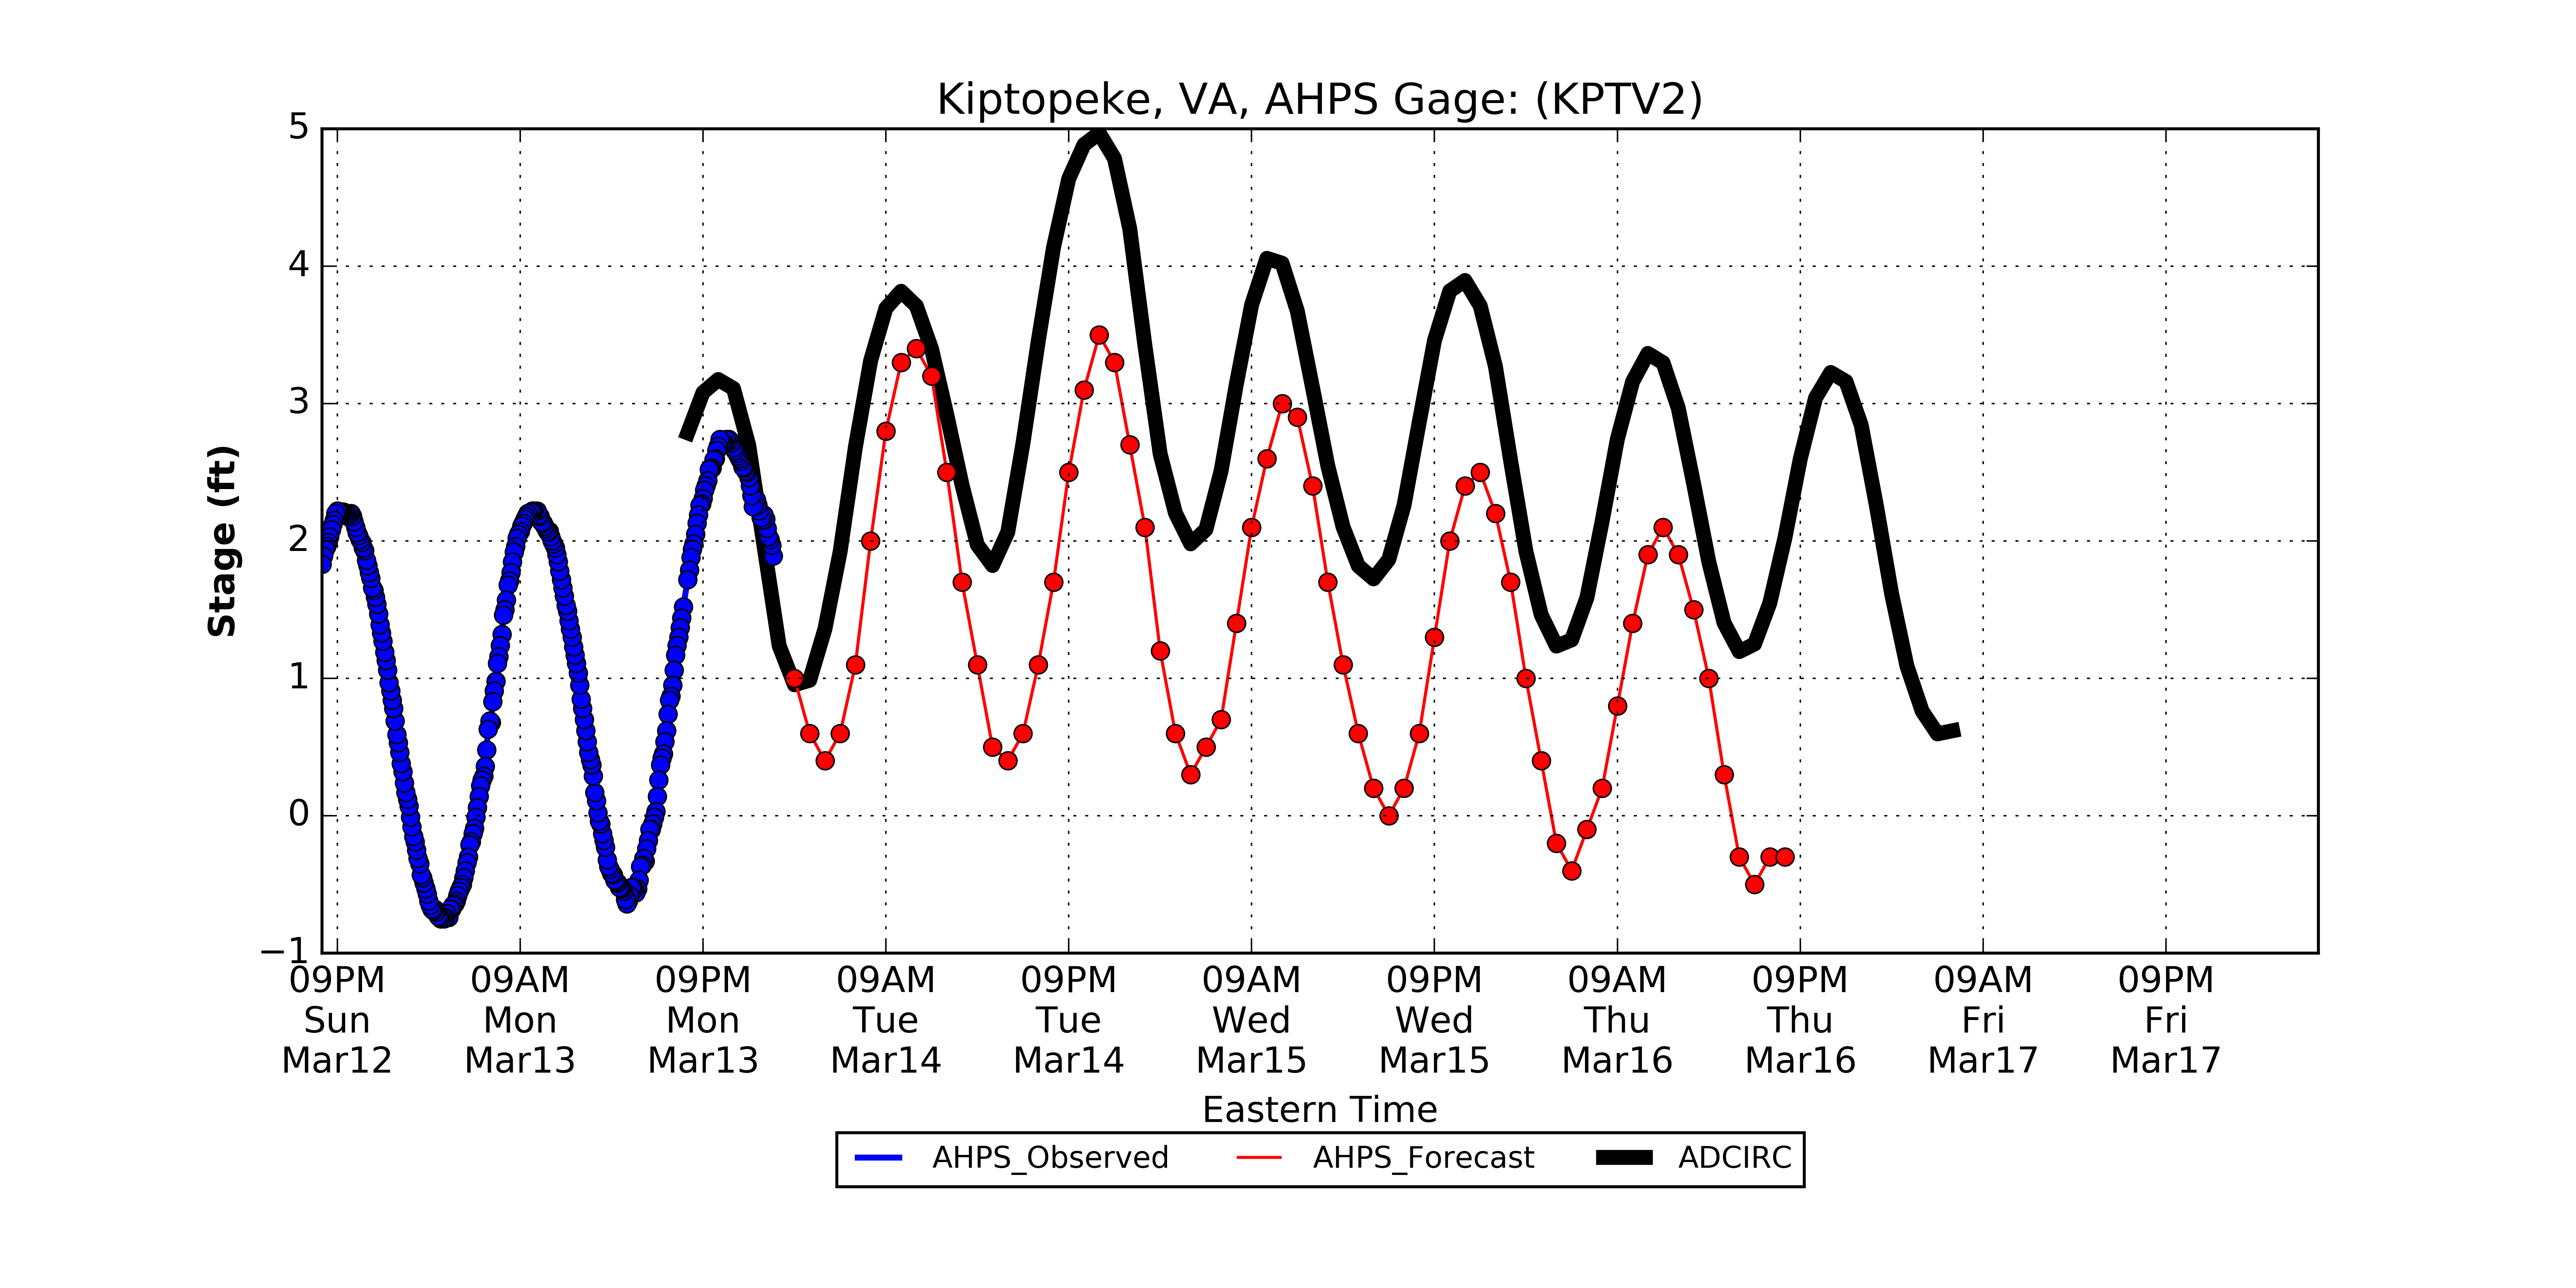 Kiptopeke, VA, AHPS Gage: (KPTV2)
5
4
3
2
1
0
−1
Stage (ft)
09PM 09AM 09PM 09AM 09PM 09AM 09PM 09AM 09PM 09AM 09PM
Sun Mon Mon Tue Tue Wed Wed Thu Thu Fri Fri
Mar12 Mar13 Mar13 Mar14 Mar14 Mar15 Mar15 Mar16 Mar16 Mar17 Mar17
Eastern Time
AHPS_Observed AHPS_Forecast ADCIRC